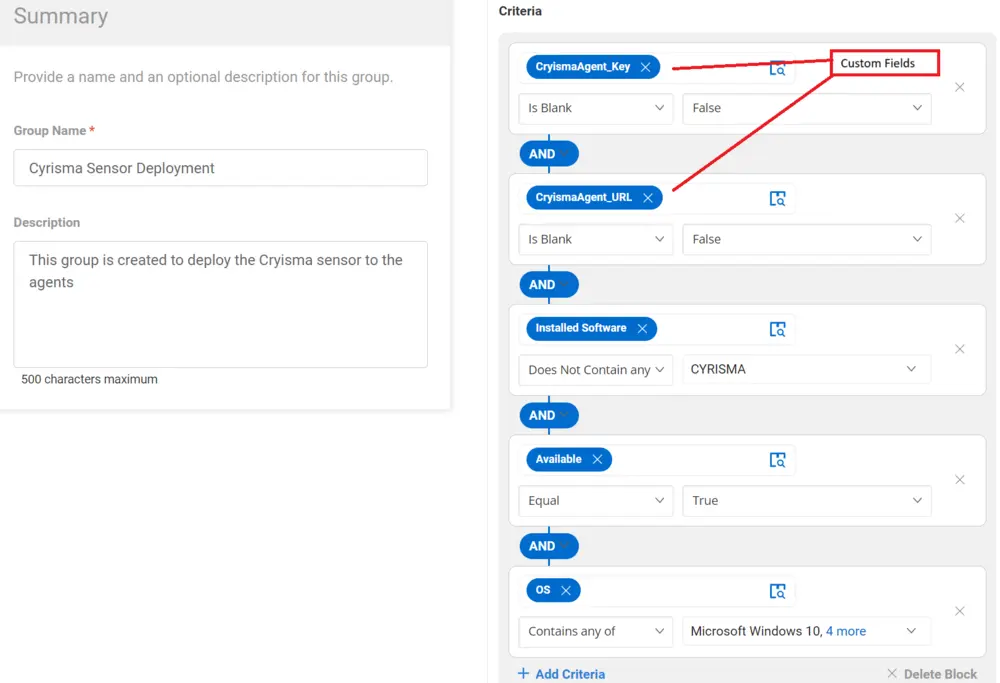 Summary
Provide a name and an optional description for this group.
Group Name *
Cyrisma Sensor Deployment
Description
This group is created to deploy the Cryisma sensor to the
agents
500 characters maximum
Criteria
CryismaAgent_Key
Custom Fields
Is Blank
False
AND
CryismaAgent_URL
Is Blank
False
AND
Installed Software
Does Not Contain any
CYRISMA
AND
Available
Equal
True
AND
OS
Contains any of
Microsoft Windows 10, 4 more
Add Criteria
Delete Block